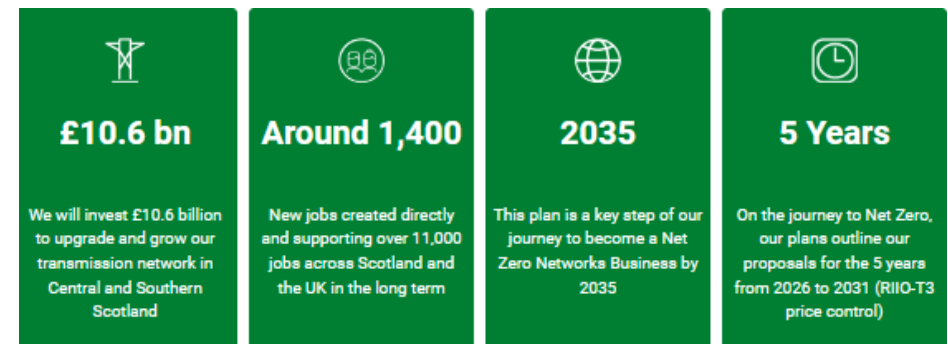 £10.6 bn
We will invest £10.6 billion
to upgrade and grow our
transmission network in
Central and Southern
Scotland
Around 1,400
New jobs created directly
and supporting over 11,000
jobs across Scotland and
the UK in the long term
2035
This plan is a key step of our
journey to become a Net
Zero Networks Business by
2035
5 Years
On the journey to Net Zero,
our plans outline our
proposals for the 5 years
from 2026 to 2031 (RIIO-T3
price control)